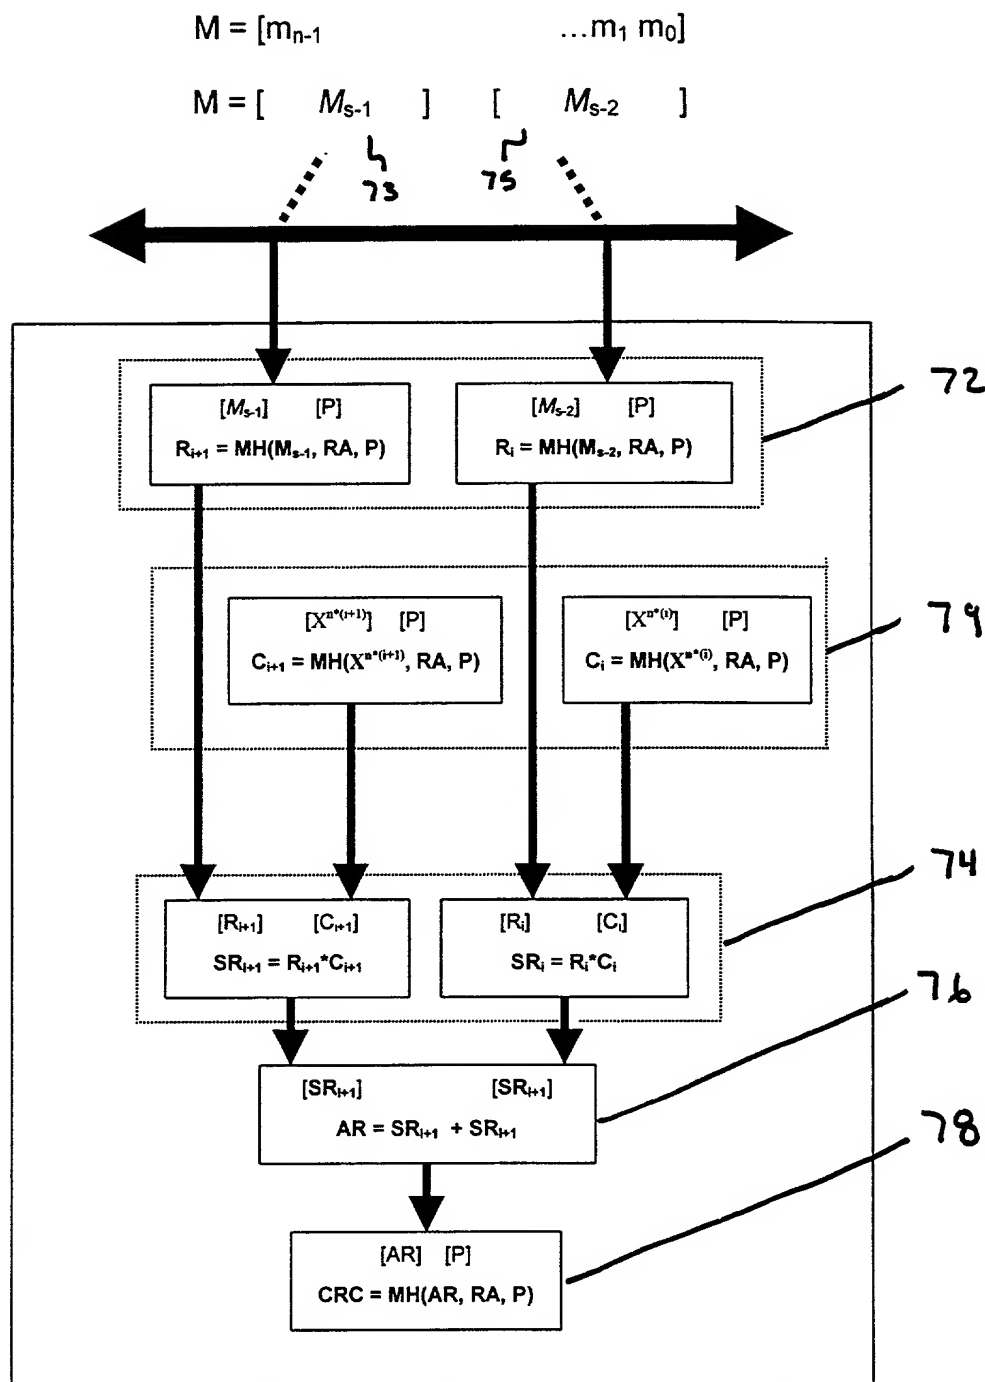 M = [mₙ₋₁ ...m₁ m₀]
M = [ Mₛ₋₁ ] [ Mₛ₋₂ ]
73 75
72
[Mₛ₋₁] [P] [Mₛ₋₂] [P]
Rᵢ₊₁ = MH(Mₛ₋₁, RA, P) Rᵢ = MH(Mₛ₋₂, RA, P)
79
[Xⁿ*⁽ⁱ⁺¹⁾] [P] [Xⁿ*⁽ⁱ⁾] [P]
Cᵢ₊₁ = MH(Xⁿ*⁽ⁱ⁺¹⁾, RA, P) Cᵢ = MH(Xⁿ*⁽ⁱ⁾, RA, P)
74
[Rᵢ₊₁] [Cᵢ₊₁] [Rᵢ] [Cᵢ]
SRᵢ₊₁ = Rᵢ₊₁*Cᵢ₊₁ SRᵢ = Rᵢ*Cᵢ
76
[SRᵢ₊₁] [SRᵢ₊₁]
AR = SRᵢ₊₁ + SRᵢ₊₁
78
[AR] [P]
CRC = MH(AR, RA, P)